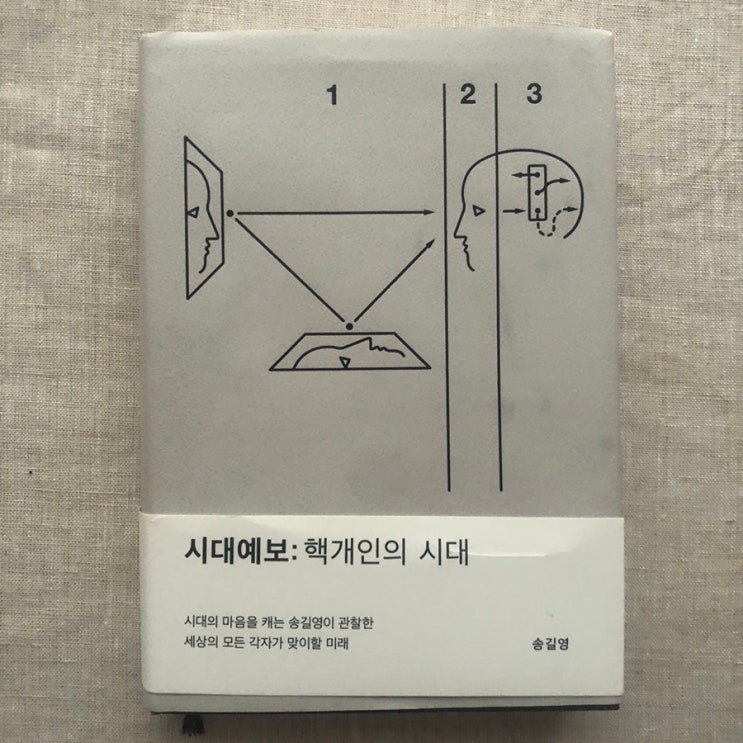 1 2 3
시대예보: 핵개인의 시대
시대의 마음을 캐는 송길영이 관찰한
세상의 모든 각자가 맞이할 미래
송길영